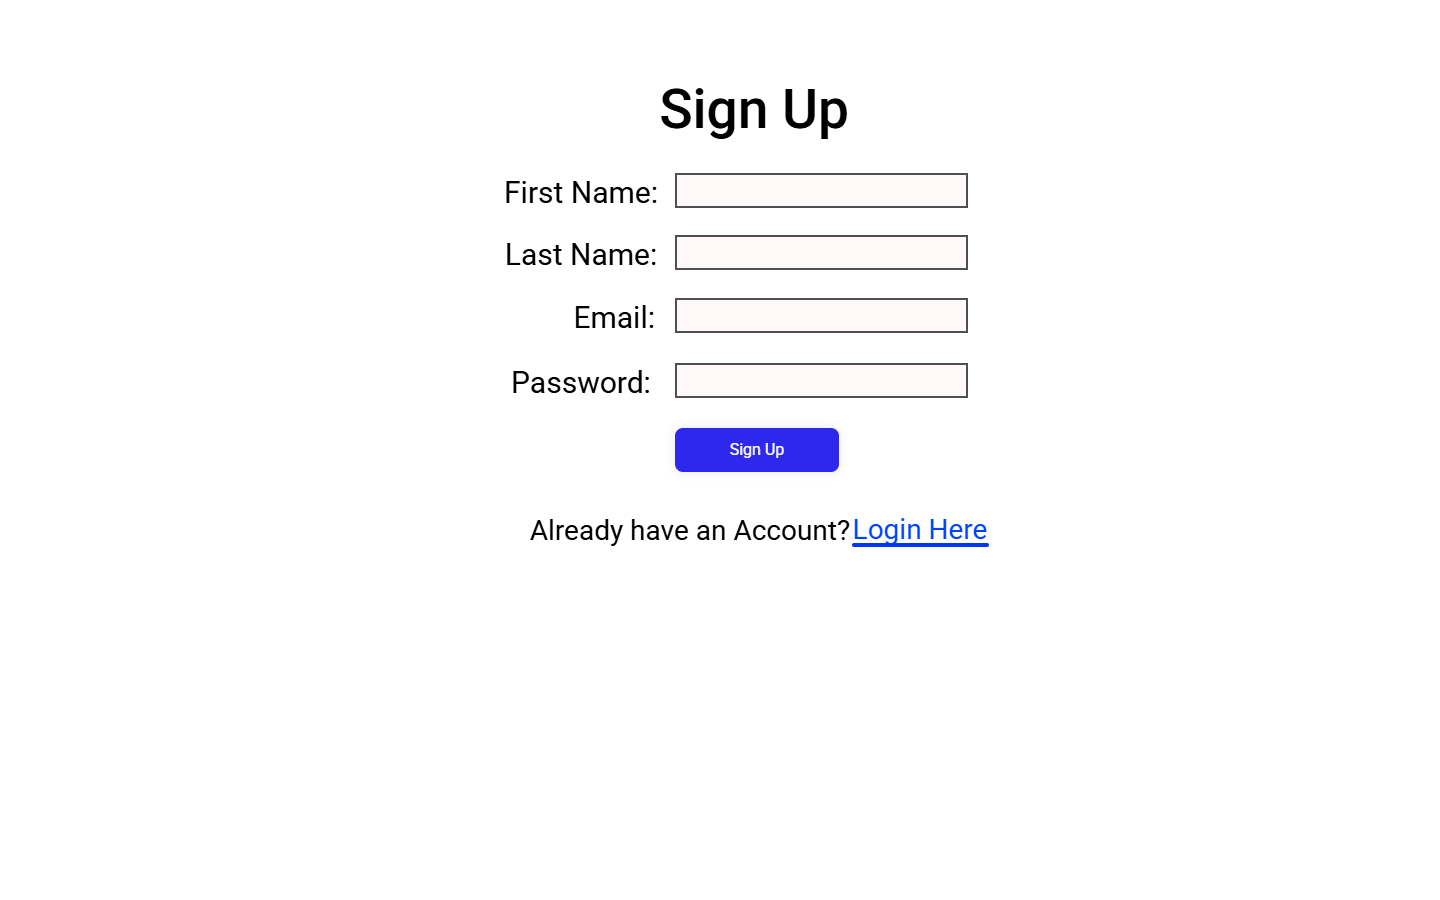 Sign Up
First Name:
Last Name:
Email:
Password:
Sign Up
Already have an Account? Login Here